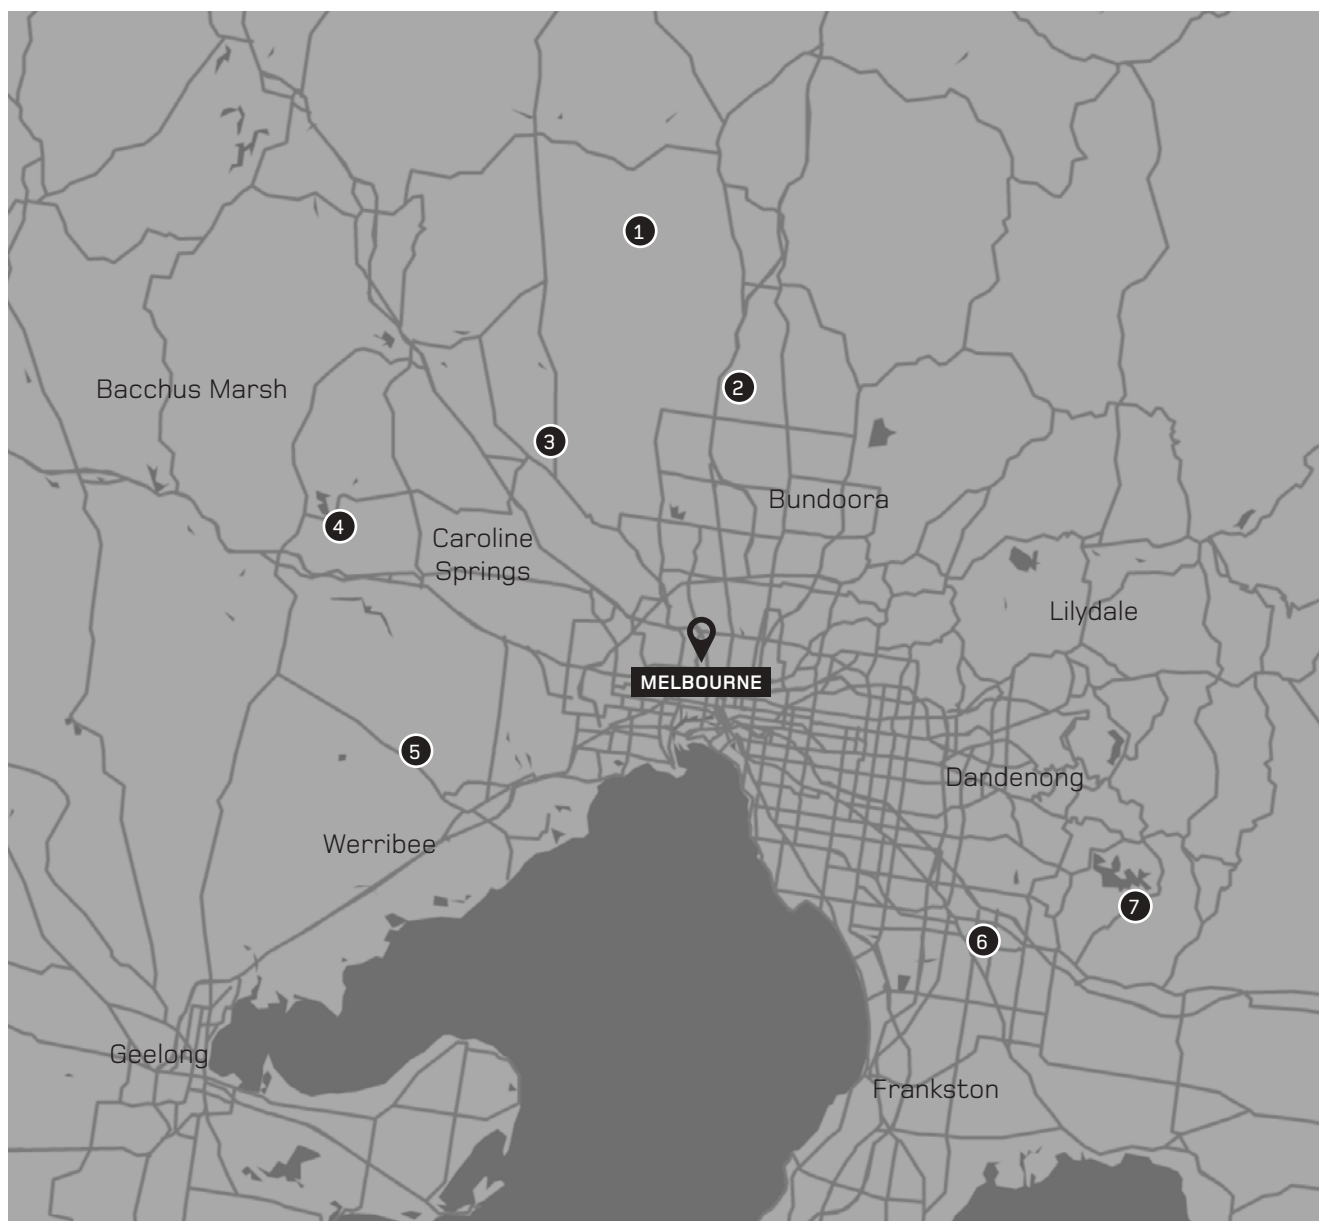 1
2
Bacchus Marsh
3
Bundoora
4
Caroline
Springs
Lilydale
MELBOURNE
5
Dandenong
Werribee
7
6
Geelong
Frankston